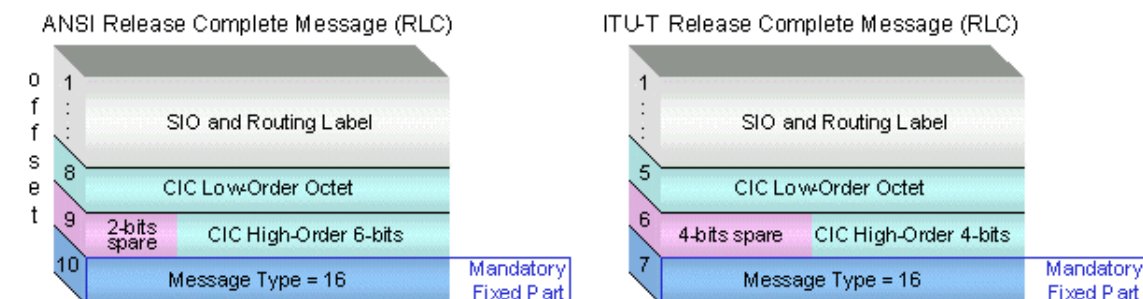 ANSI Release Complete Message (RLC)
offset
1
:
:
SIO and Routing Label
8
CIC Low-Order Octet
9
2-bits spare
CIC High-Order 6-bits
10
Message Type = 16
Mandatory
Fixed Part
ITU-T Release Complete Message (RLC)
1
:
:
SIO and Routing Label
5
CIC Low-Order Octet
6
4-bits spare
CIC High-Order 4-bits
7
Message Type = 16
Mandatory
Fixed Part